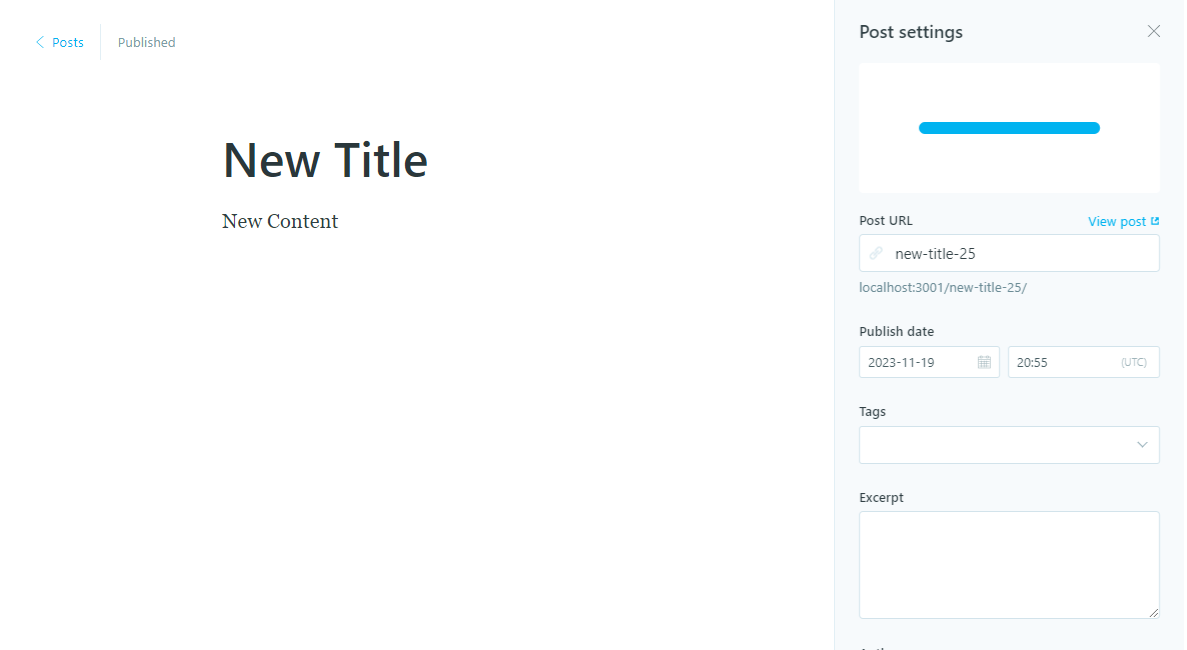 Posts
Published
Post settings
New Title
New Content
Post URL
View post
new-title-25
localhost:3001/new-title-25/
Publish date
2023-11-19
20:55 (UTC)
Tags
Excerpt